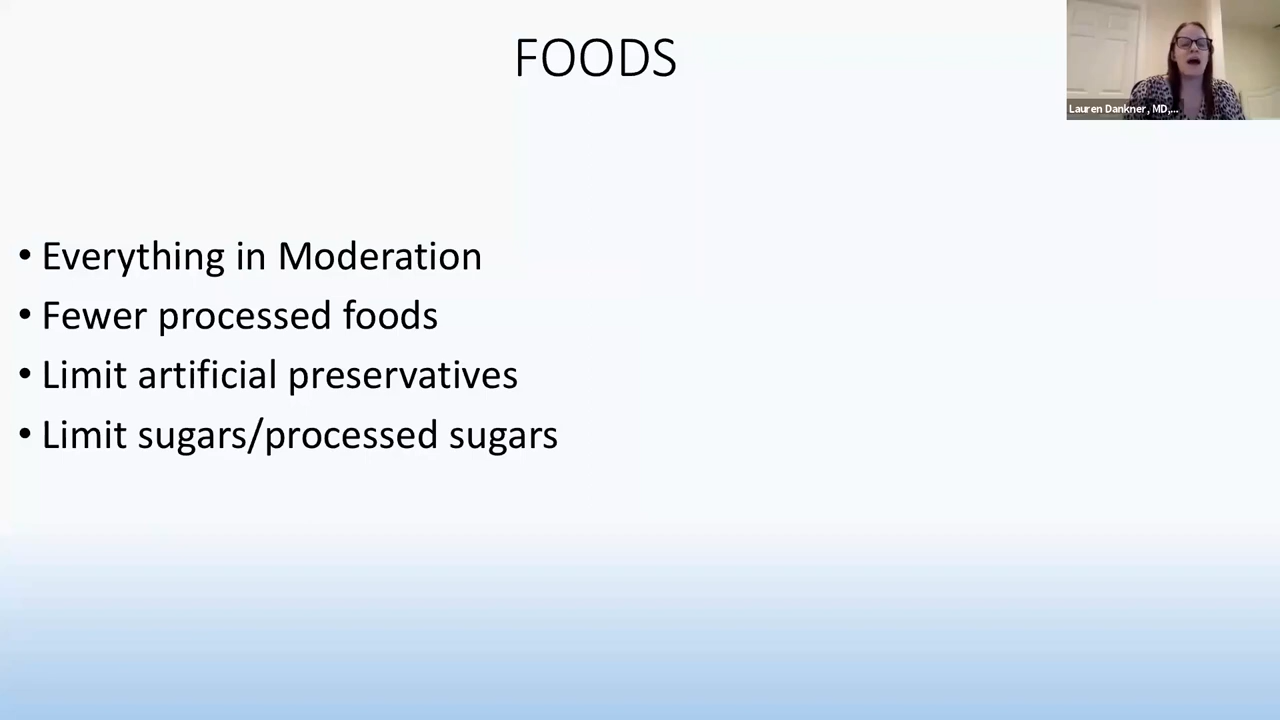 FOODS
Lauren Dankner, MD,...
• Everything in Moderation
• Fewer processed foods
• Limit artificial preservatives
• Limit sugars/processed sugars